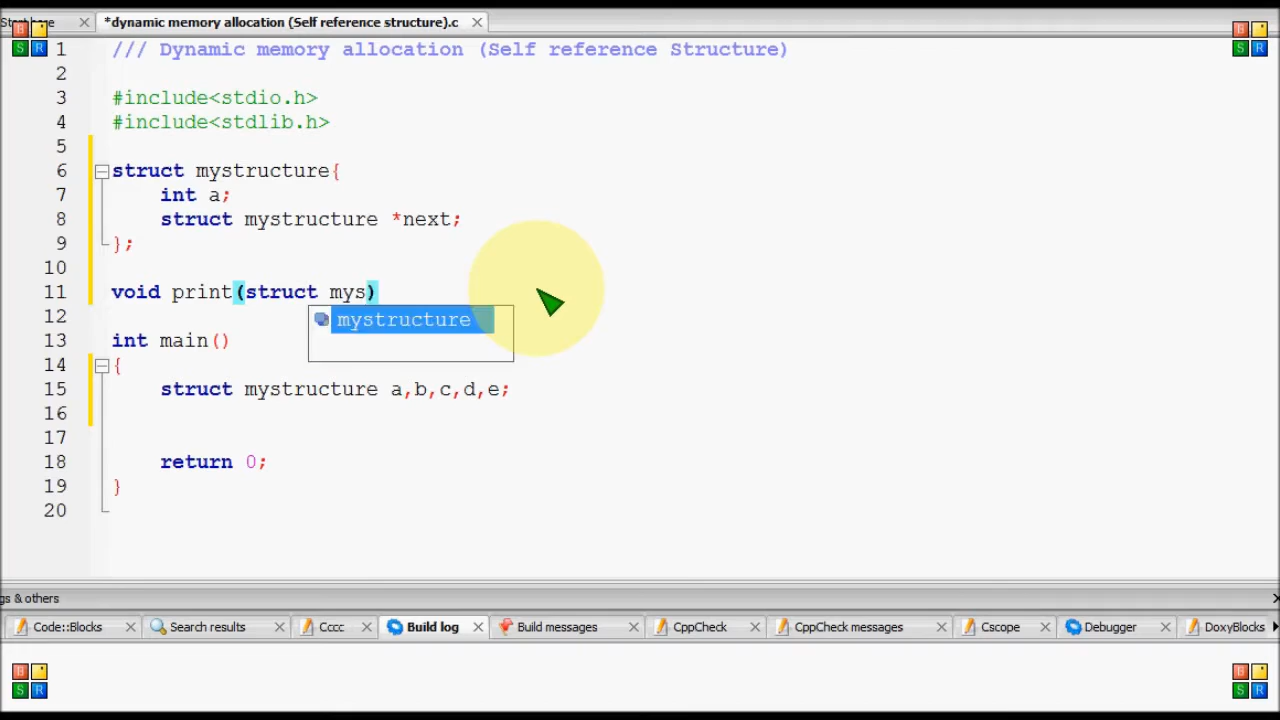 Start here
*dynamic memory allocation (Self reference structure).c
1 /// Dynamic memory allocation (Self reference Structure)
2
3 #include<stdio.h>
4 #include<stdlib.h>
5
6 struct mystructure{
7 int a;
8 struct mystructure *next;
9 };
10
11 void print(struct mys)
mystructure
12
13 int main()
14 {
15 struct mystructure a,b,c,d,e;
16
17
18 return 0;
19 }
20
gs & others
Code::Blocks Search results Cccc Build log Build messages CppCheck CppCheck messages Cscope Debugger DoxyBlocks
B S R
B S R
B S R
B S R